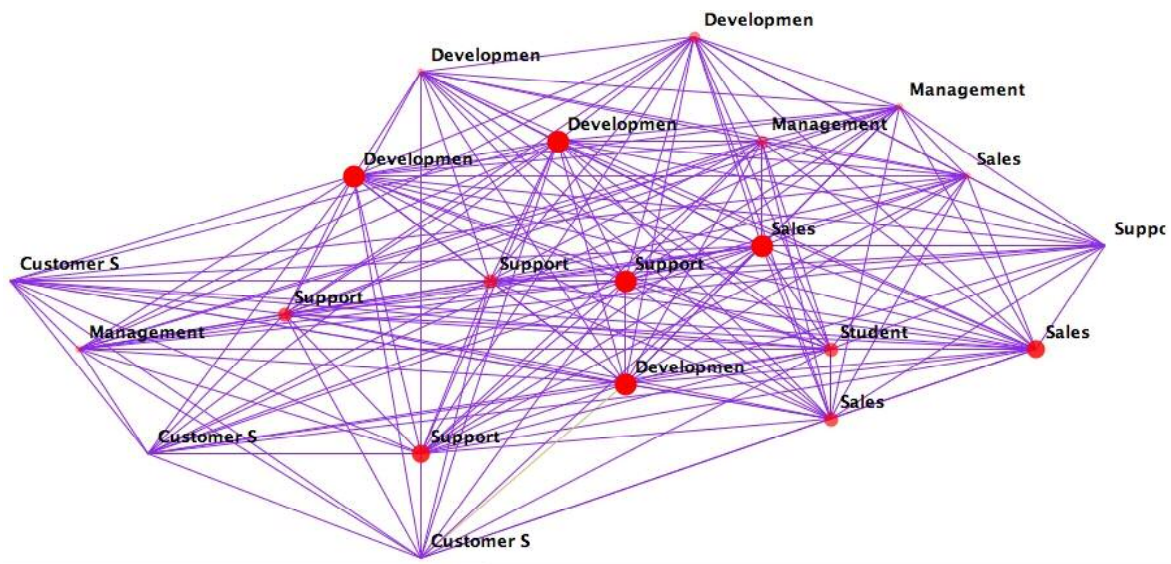 Developmen
Developmen
Management
Developmen
Management
Developmen
Sales
Sales
Suppc
Customer S
Support
Support
Support
Management
Student
Sales
Developmen
Sales
Customer S
Support
Customer S